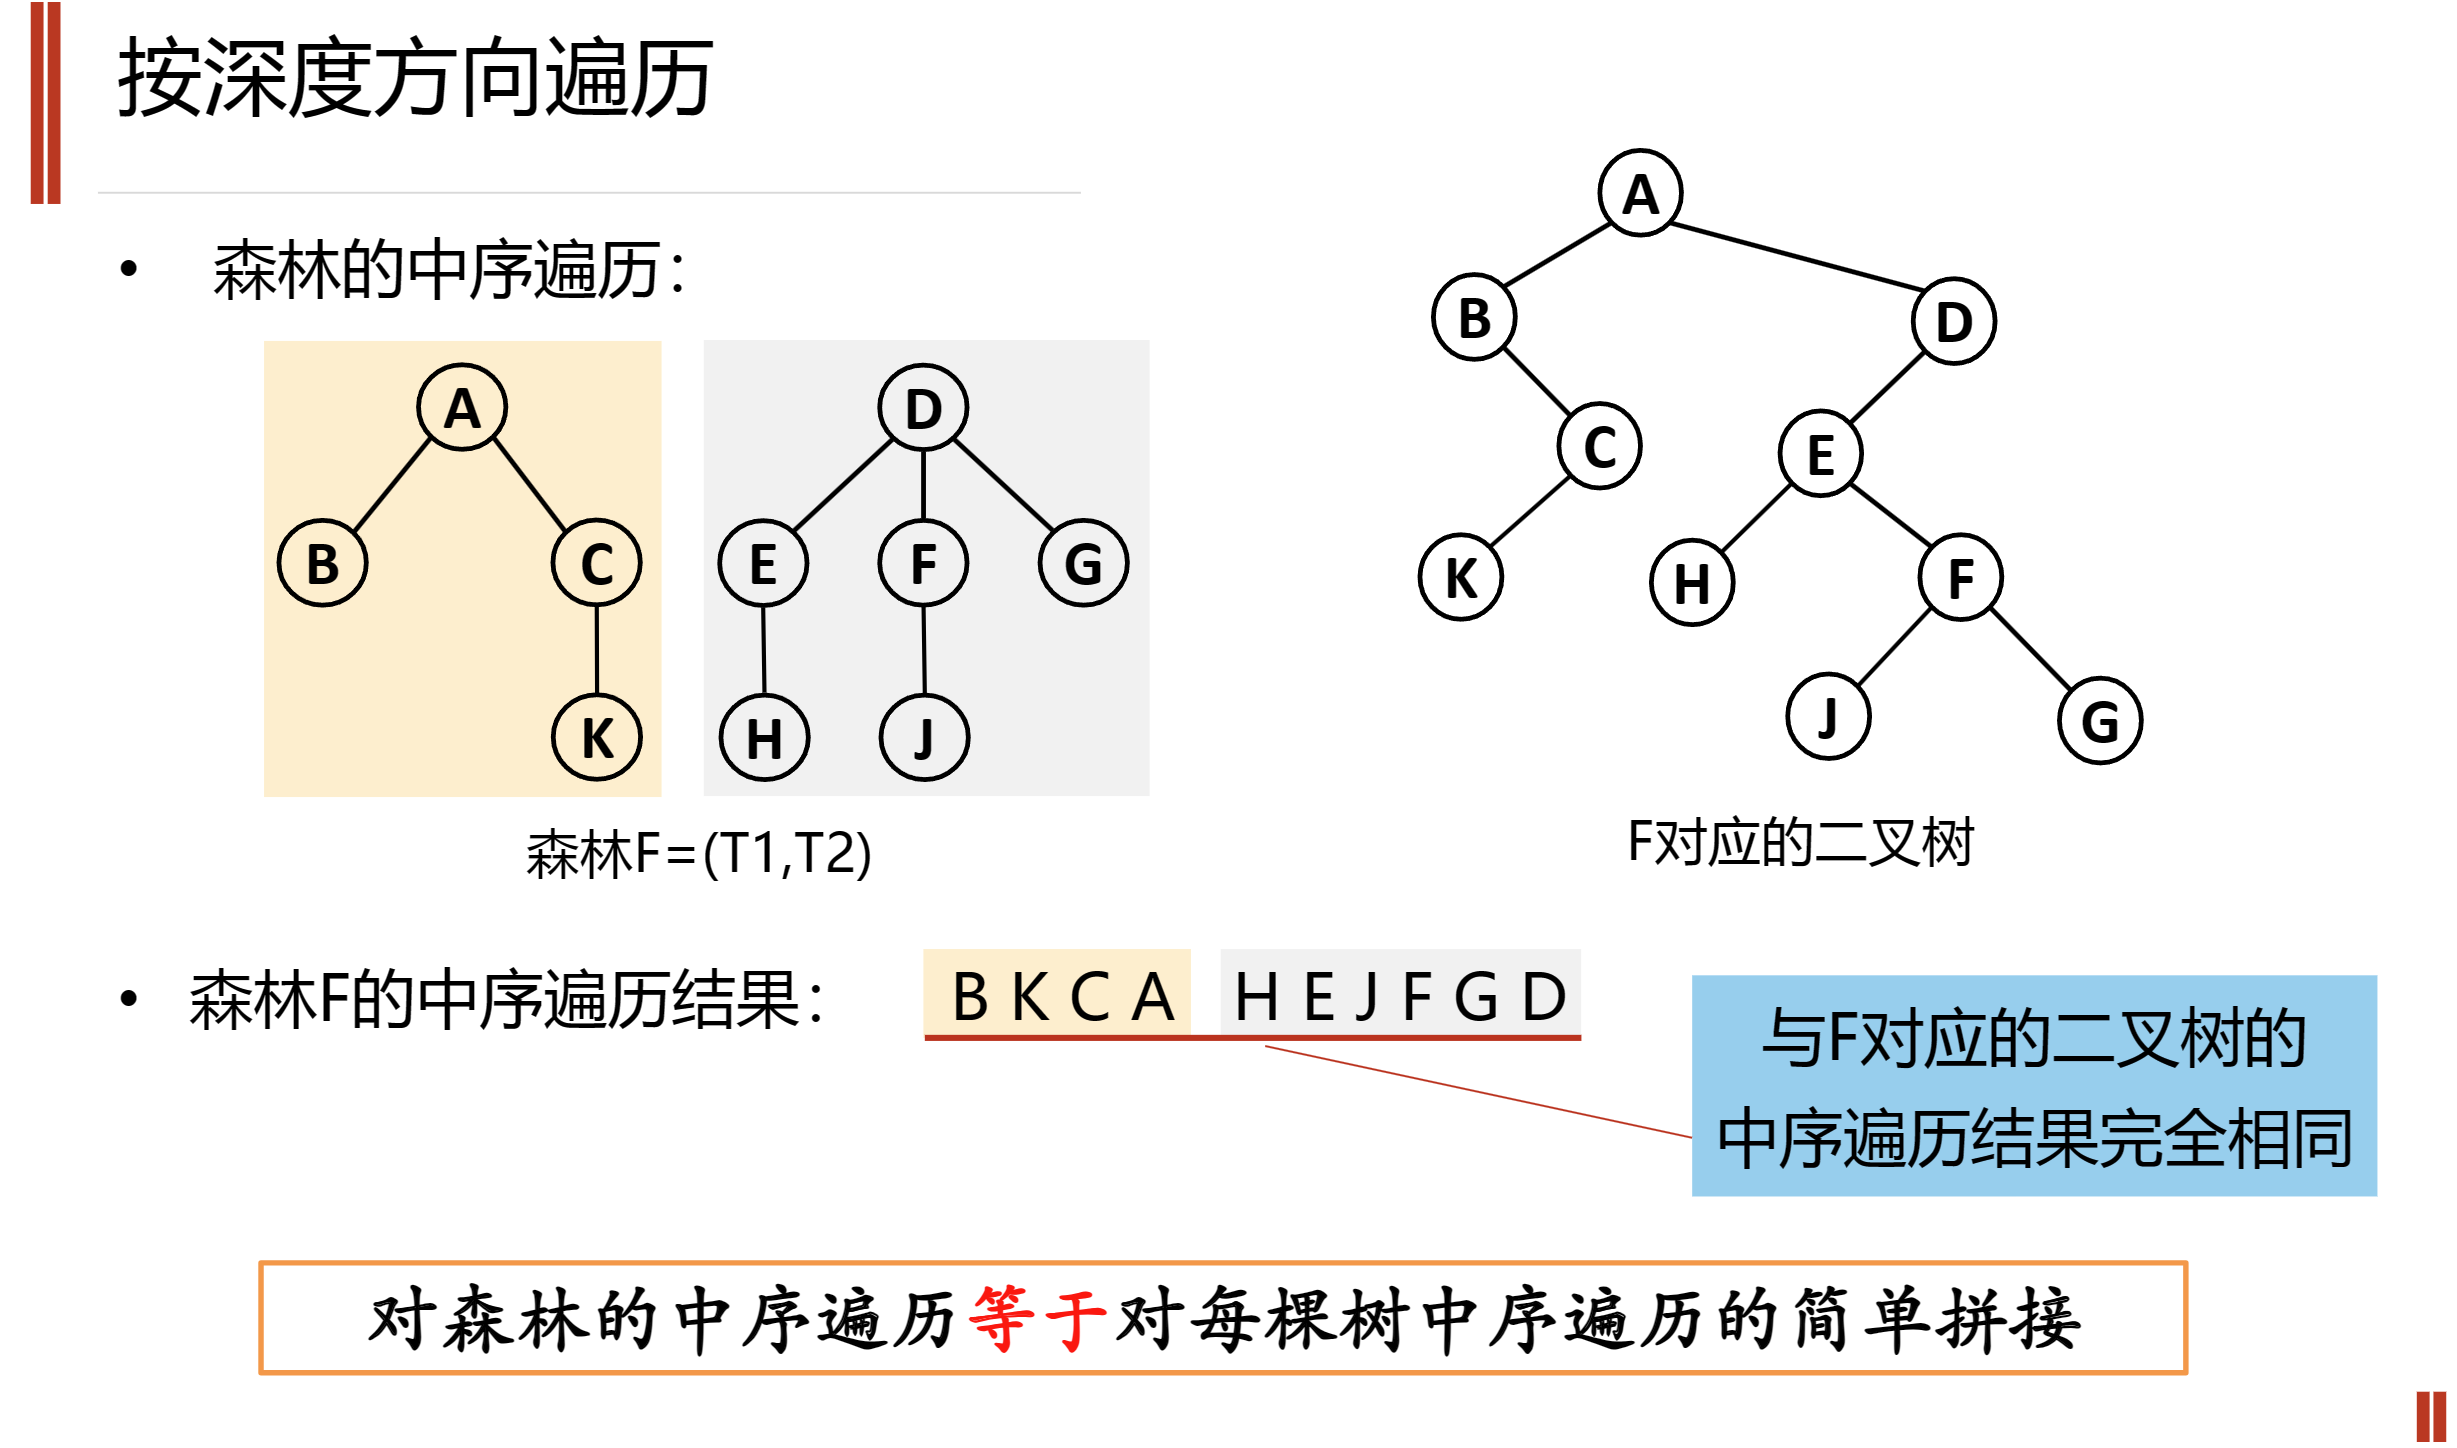 按深度方向遍历
• 森林的中序遍历：
A
B C
K
D
E F G
H J
森林F=(T1,T2)
A
B D
C E
K H F
J G
F对应的二叉树
• 森林F的中序遍历结果： B K C A H E J F G D
与F对应的二叉树的
中序遍历结果完全相同
对森林的中序遍历等于对每棵树中序遍历的简单拼接